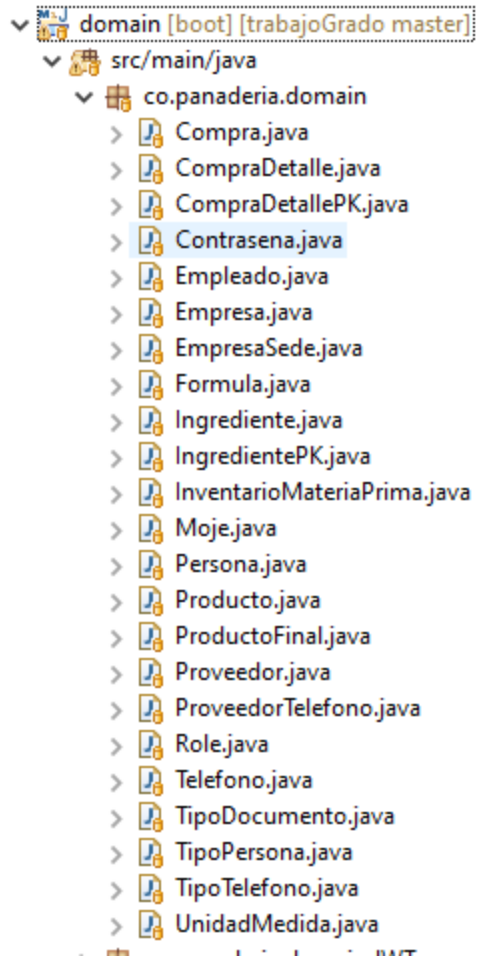 domain [boot] [trabajoGrado master]
src/main/java
co.panaderia.domain
Compra.java
CompraDetalle.java
CompraDetallePK.java
Contrasena.java
Empleado.java
Empresa.java
EmpresaSede.java
Formula.java
Ingrediente.java
IngredientePK.java
InventarioMateriaPrima.java
Moje.java
Persona.java
Producto.java
ProductoFinal.java
Proveedor.java
ProveedorTelefono.java
Role.java
Telefono.java
TipoDocumento.java
TipoPersona.java
TipoTelefono.java
UnidadMedida.java